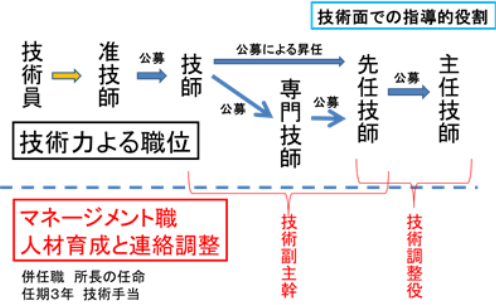 技術面での指導的役割
技術員
准技師
公募
技師
公募による昇任
公募
専門技師
公募
先任技師
公募
主任技師
技術力よる職位
マネージメント職
人材育成と連絡調整
併任職 所長の任命
任期3年 技術手当
技術副主幹
技術調整役